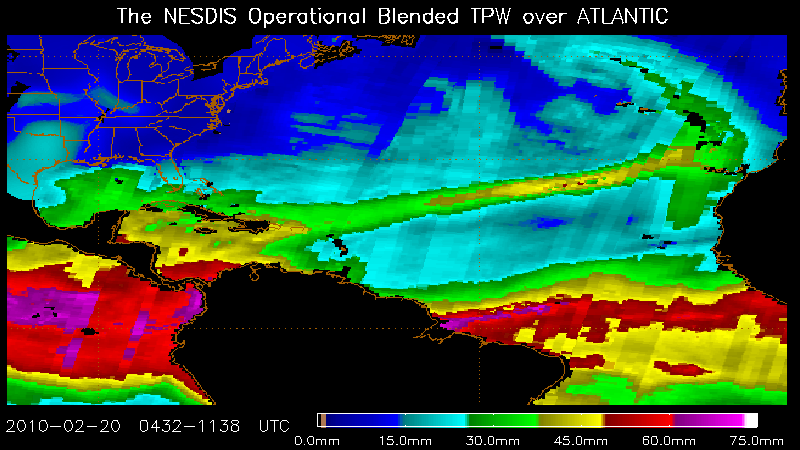 The NESDIS Operational Blended TPW over ATLANTIC
2010-02-20 0432-1138 UTC
0.0mm 15.0mm 30.0mm 45.0mm 60.0mm 75.0mm